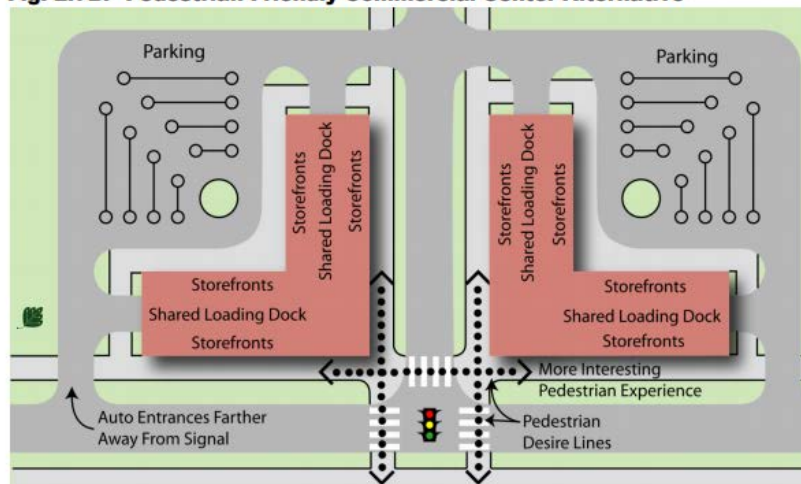 Parking
Parking
Storefronts
Shared Loading Dock
Storefronts
Storefronts
Shared Loading Dock
Storefronts
Storefronts
Shared Loading Dock
Storefronts
Storefronts
Shared Loading Dock
Storefronts
More Interesting
Pedestrian Experience
Auto Entrances Farther
Away From Signal
Pedestrian
Desire Lines